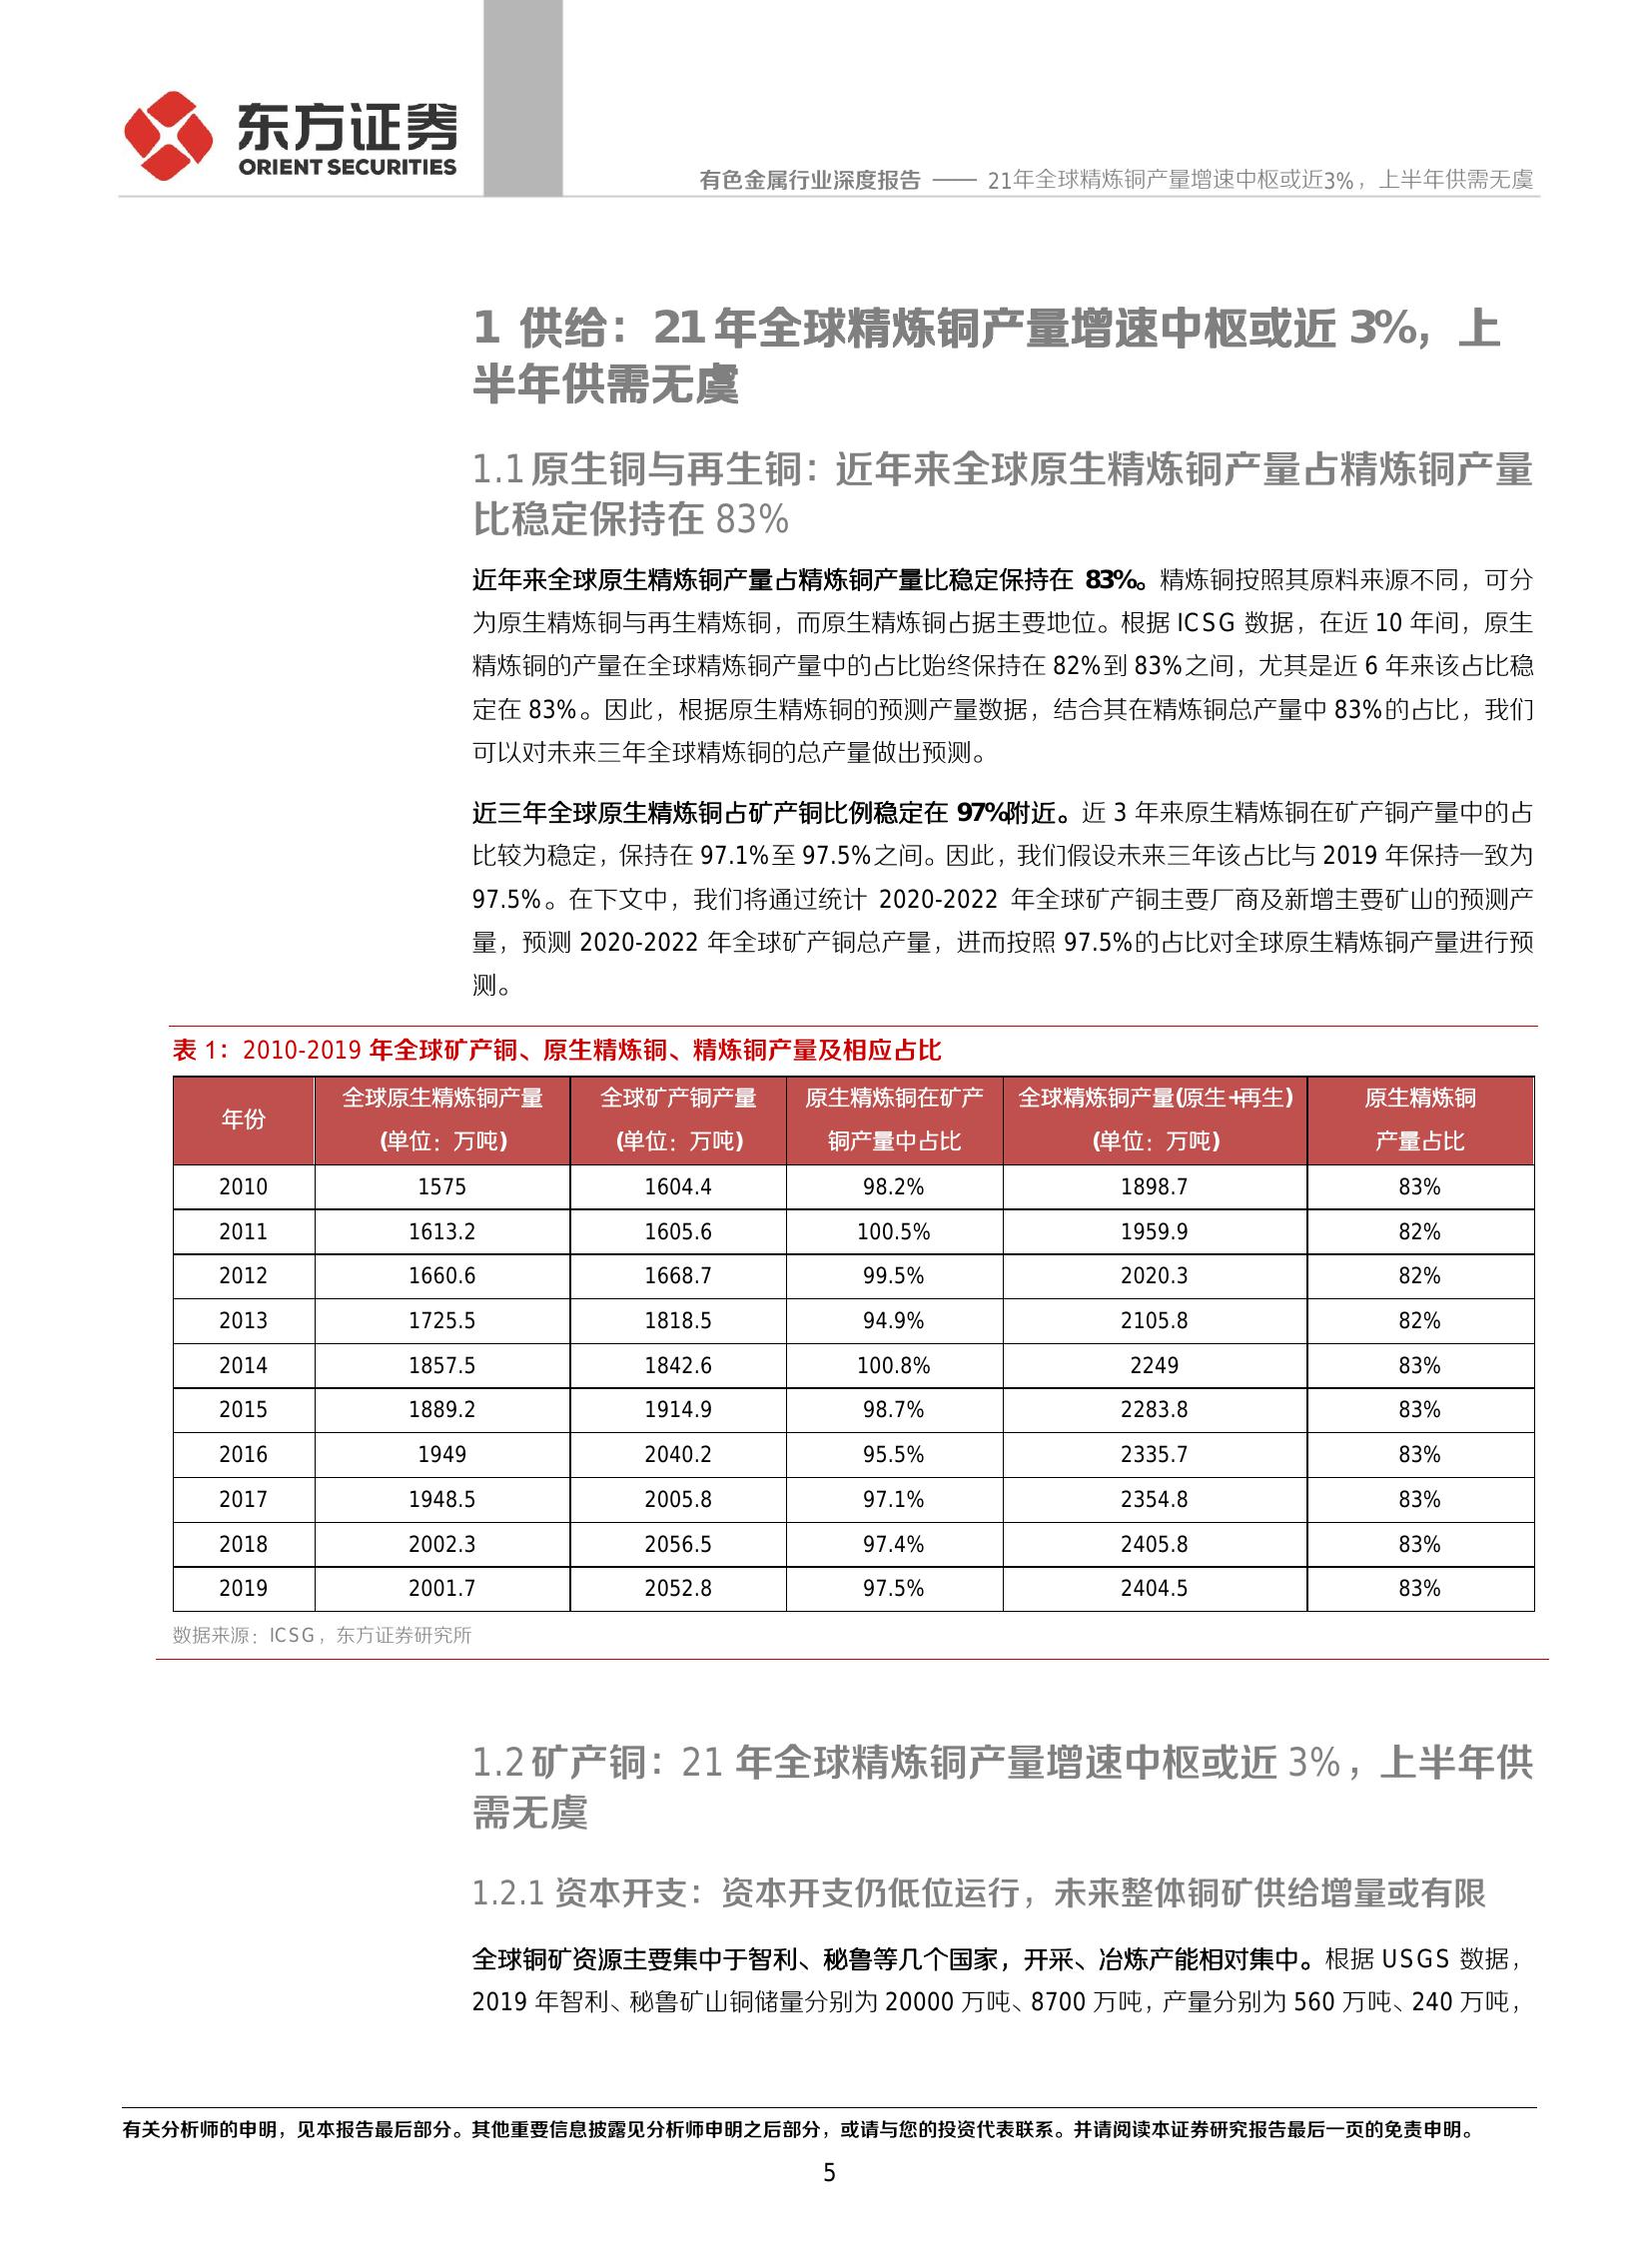 东方证券
ORIENT SECURITIES
有色金属行业深度报告 —— 21年全球精炼铜产量增速中枢或近3%，上半年供需无虞
1 供给：21年全球精炼铜产量增速中枢或近 3%，上
半年供需无虞
1.1原生铜与再生铜：近年来全球原生精炼铜产量占精炼铜产量
比稳定保持在 83%
近年来全球原生精炼铜产量占精炼铜产量比稳定保持在 83%。精炼铜按照其原料来源不同，可分
为原生精炼铜与再生精炼铜，而原生精炼铜占据主要地位。根据 ICSG 数据，在近 10 年间，原生
精炼铜的产量在全球精炼铜产量中的占比始终保持在 82%到 83%之间，尤其是近 6 年来该占比稳
定在 83%。因此，根据原生精炼铜的预测产量数据，结合其在精炼铜总产量中 83%的占比，我们
可以对未来三年全球精炼铜的总产量做出预测。
近三年全球原生精炼铜占矿产铜比例稳定在 97%附近。近 3 年来原生精炼铜在矿产铜产量中的占
比较为稳定，保持在 97.1%至 97.5%之间。因此，我们假设未来三年该占比与 2019 年保持一致为
97.5%。在下文中，我们将通过统计 2020-2022 年全球矿产铜主要厂商及新增主要矿山的预测产
量，预测 2020-2022 年全球矿产铜总产量，进而按照 97.5%的占比对全球原生精炼铜产量进行预
测。
表 1：2010-2019 年全球矿产铜、原生精炼铜、精炼铜产量及相应占比
年份 全球原生精炼铜产量 全球矿产铜产量 原生精炼铜在矿产 全球精炼铜产量(原生+再生) 原生精炼铜
(单位：万吨) (单位：万吨) 铜产量中占比 (单位：万吨) 产量占比
2010 1575 1604.4 98.2% 1898.7 83%
2011 1613.2 1605.6 100.5% 1959.9 82%
2012 1660.6 1668.7 99.5% 2020.3 82%
2013 1725.5 1818.5 94.9% 2105.8 82%
2014 1857.5 1842.6 100.8% 2249 83%
2015 1889.2 1914.9 98.7% 2283.8 83%
2016 1949 2040.2 95.5% 2335.7 83%
2017 1948.5 2005.8 97.1% 2354.8 83%
2018 2002.3 2056.5 97.4% 2405.8 83%
2019 2001.7 2052.8 97.5% 2404.5 83%
数据来源：ICSG，东方证券研究所
1.2矿产铜：21 年全球精炼铜产量增速中枢或近 3%，上半年供
需无虞
1.2.1 资本开支：资本开支仍低位运行，未来整体铜矿供给增量或有限
全球铜矿资源主要集中于智利、秘鲁等几个国家，开采、冶炼产能相对集中。根据 USGS 数据，
2019 年智利、秘鲁矿山铜储量分别为 20000 万吨、8700 万吨，产量分别为 560 万吨、240 万吨，
有关分析师的申明，见本报告最后部分。其他重要信息披露见分析师申明之后部分，或请与您的投资代表联系。并请阅读本证券研究报告最后一页的免责申明。
5